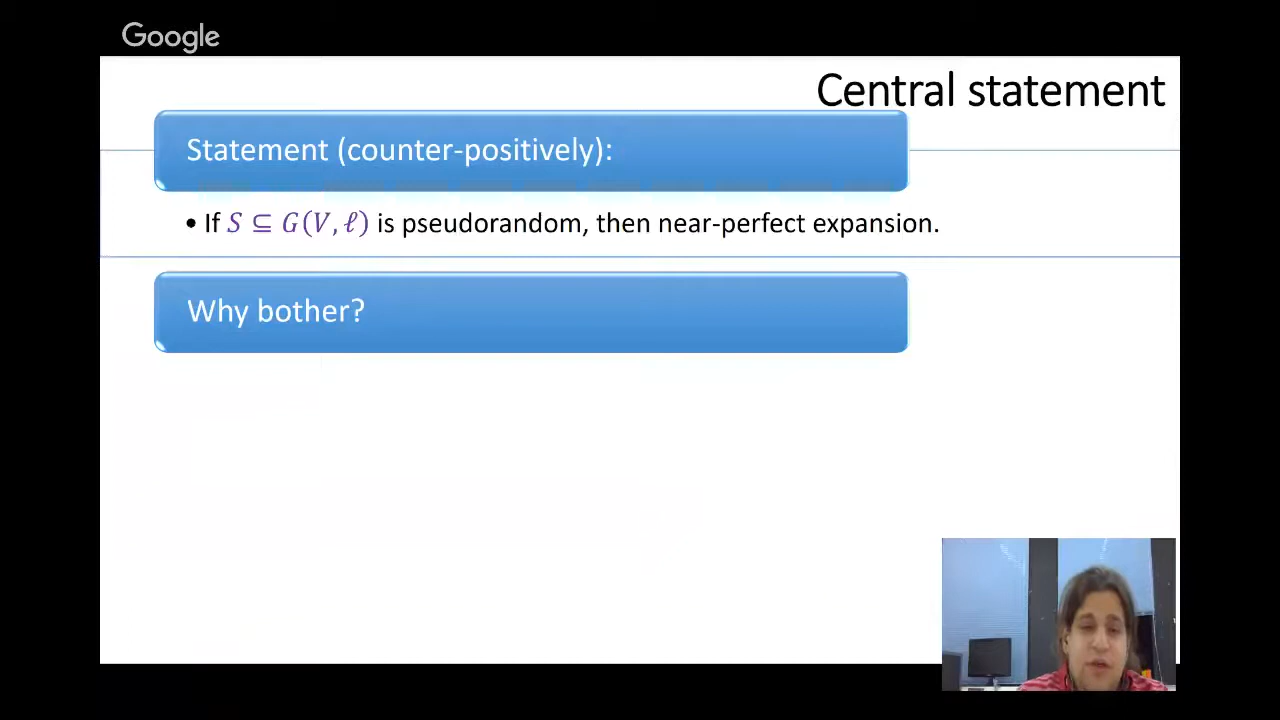 Google
Central statement
Statement (counter-positively):
• If S ⊆ G(V, ℓ) is pseudorandom, then near-perfect expansion.
Why bother?